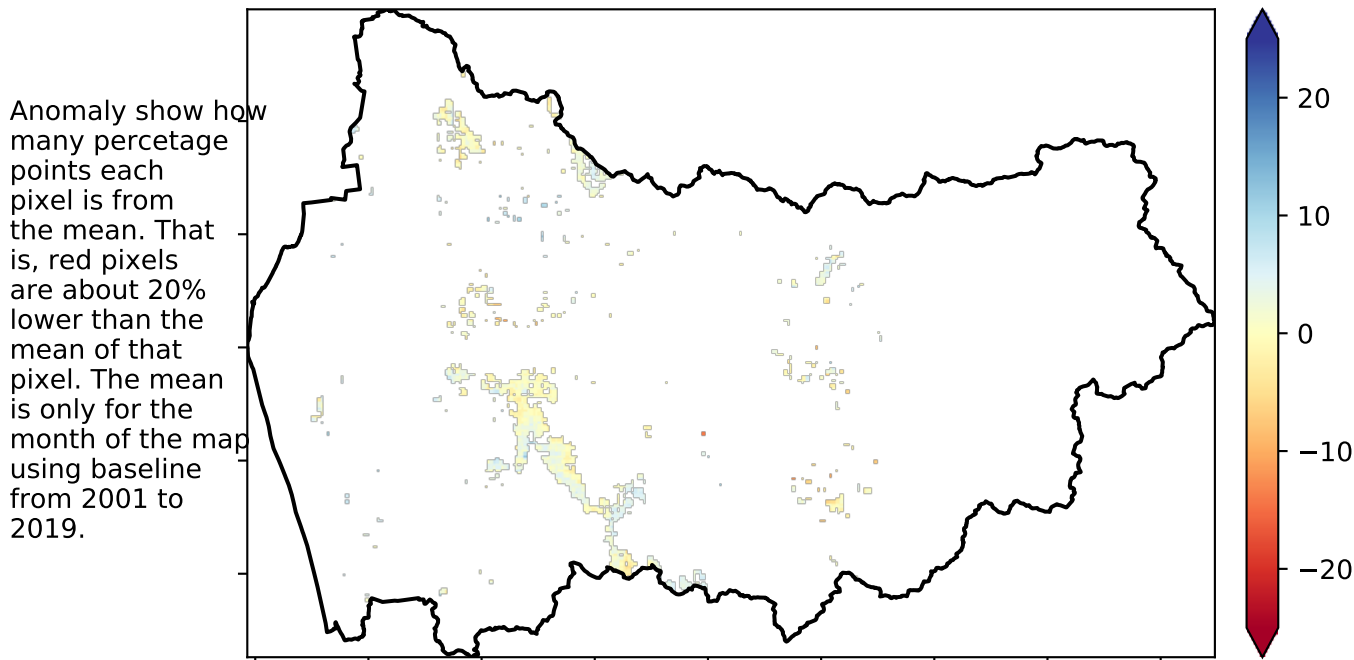 Anomaly show how
many percetage
points each
pixel is from
the mean. That
is, red pixels
are about 20%
lower than the
mean of that
pixel. The mean
is only for the
month of the map
using baseline
from 2001 to
2019.
20
10
0
−10
−20